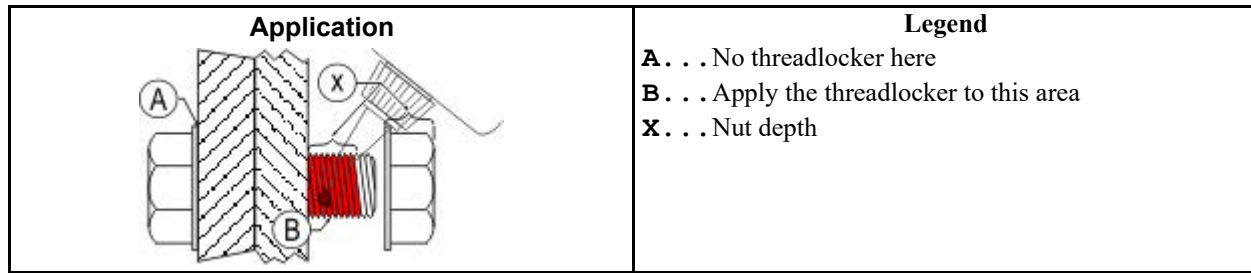 Application
A
X
B
Legend
A...No threadlocker here
B...Apply the threadlocker to this area
X...Nut depth